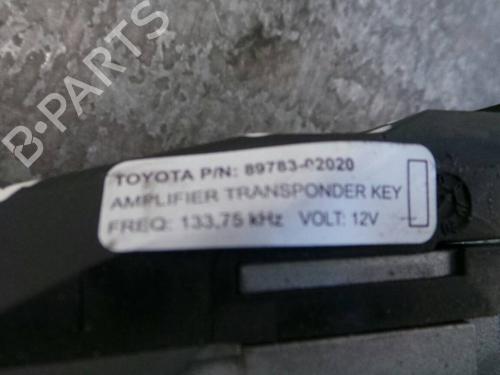 B-PARTS
TOYOTA P/N: 89783-02020
AMPLIFIER TRANSPONDER KEY
FREQ: 133,75 kHz VOLT: 12V